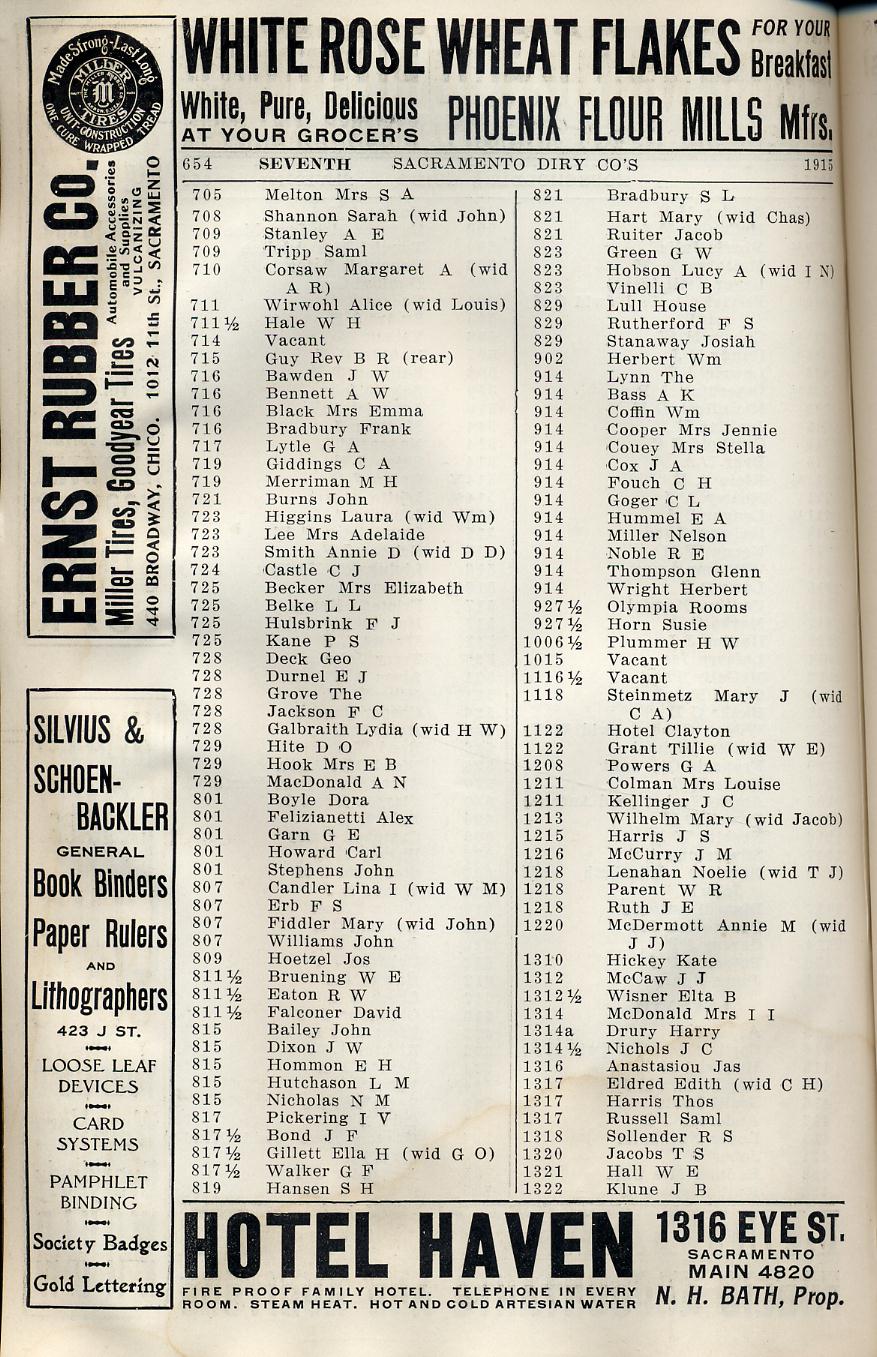 WHITE ROSE WHEAT FLAKES FOR YOUR Breakfast
White, Pure, Delicious
AT YOUR GROCER'S
PHOENIX FLOUR MILLS Mfrs.
Made Strong-Last Long
MILLER
TIRES
UNIT-CONSTRUCTION
ONE CURE WRAPPED TREAD
ERNST RUBBER CO.
Automobile Accessories
and Supplies
VULCANIZING
Miller Tires, Goodyear Tires
440 BROADWAY, CHICO. 1012 11th St., SACRAMENTO
SILVIUS &
SCHOEN-
BACKLER
GENERAL
Book Binders
Paper Rulers
AND
Lithographers
423 J ST.
LOOSE LEAF
DEVICES
CARD
SYSTEMS
PAMPHLET
BINDING
Society Badges
Gold Lettering
654 SEVENTH SACRAMENTO DIRY CO'S 1915
705 Melton Mrs S A
708 Shannon Sarah (wid John)
709 Stanley A E
709 Tripp Saml
710 Corsaw Margaret A (wid
A R)
711 Wirwohl Alice (wid Louis)
711½ Hale W H
714 Vacant
715 Guy Rev B R (rear)
716 Bawden J W
716 Bennett A W
716 Black Mrs Emma
716 Bradbury Frank
717 Lytle G A
719 Giddings C A
719 Merriman M H
721 Burns John
723 Higgins Laura (wid Wm)
723 Lee Mrs Adelaide
723 Smith Annie D (wid D D)
724 Castle C J
725 Becker Mrs Elizabeth
725 Belke L L
725 Hulsbrink F J
725 Kane P S
728 Deck Geo
728 Durnel E J
728 Grove The
728 Jackson F C
728 Galbraith Lydia (wid H W)
729 Hite D O
729 Hook Mrs E B
729 MacDonald A N
801 Boyle Dora
801 Felizianetti Alex
801 Garn G E
801 Howard Carl
801 Stephens John
807 Candler Lina I (wid W M)
807 Erb F S
807 Fiddler Mary (wid John)
807 Williams John
809 Hoetzel Jos
811½ Bruening W E
811½ Eaton R W
811½ Falconer David
815 Bailey John
815 Dixon J W
815 Hommon E H
815 Hutchason L M
815 Nicholas N M
817 Pickering I V
817½ Bond J F
817½ Gillett Ella H (wid G O)
817½ Walker G F
819 Hansen S H
821 Bradbury S L
821 Hart Mary (wid Chas)
821 Ruiter Jacob
823 Green G W
823 Hobson Lucy A (wid I N)
823 Vinelli C B
829 Lull House
829 Rutherford F S
829 Stanaway Josiah
902 Herbert Wm
914 Lynn The
914 Bass A K
914 Coffin Wm
914 Cooper Mrs Jennie
914 Couey Mrs Stella
914 Cox J A
914 Fouch C H
914 Goger C L
914 Hummel E A
914 Miller Nelson
914 Noble R E
914 Thompson Glenn
914 Wright Herbert
927½ Olympia Rooms
927½ Horn Susie
1006½ Plummer H W
1015 Vacant
1116½ Vacant
1118 Steinmetz Mary J (wid
C A)
1122 Hotel Clayton
1122 Grant Tillie (wid W E)
1208 Powers G A
1211 Colman Mrs Louise
1211 Kellinger J C
1213 Wilhelm Mary (wid Jacob)
1215 Harris J S
1216 McCurry J M
1218 Lenahan Noelie (wid T J)
1218 Parent W R
1218 Ruth J E
1220 McDermott Annie M (wid
J J)
1310 Hickey Kate
1312 McCaw J J
1312½ Wisner Elta B
1314 McDonald Mrs I I
1314a Drury Harry
1314½ Nichols J C
1316 Anastasiou Jas
1317 Eldred Edith (wid C H)
1317 Harris Thos
1317 Russell Saml
1318 Sollender R S
1320 Jacobs T S
1321 Hall W E
1322 Klune J B
HOTEL HAVEN
FIRE PROOF FAMILY HOTEL. TELEPHONE IN EVERY
ROOM. STEAM HEAT. HOT AND COLD ARTESIAN WATER
1316 EYE ST.
SACRAMENTO
MAIN 4820
N. H. BATH, Prop.